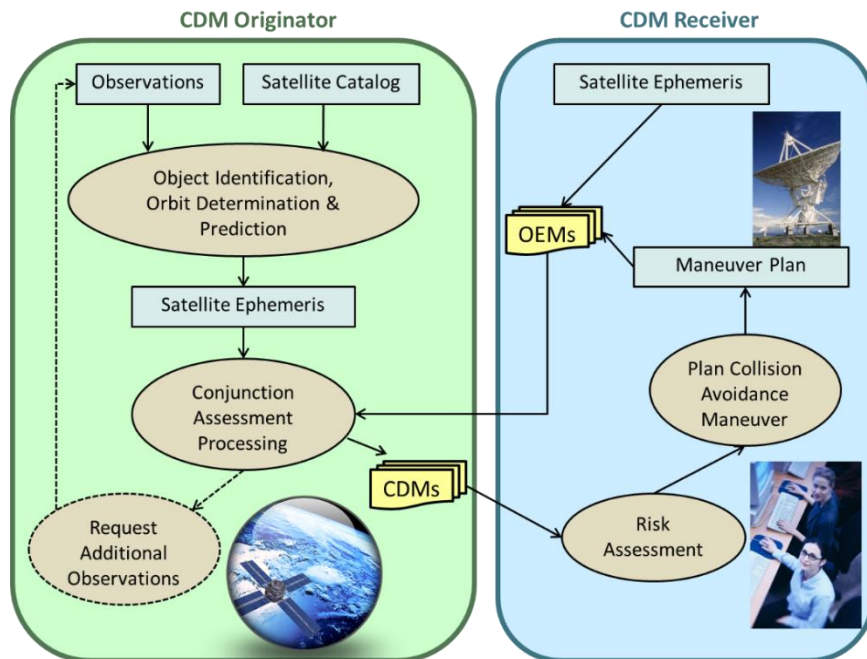 CDM Originator
Observations
Satellite Catalog
Object Identification,
Orbit Determination &
Prediction
Satellite Ephemeris
Conjunction
Assessment
Processing
CDMs
Request
Additional
Observations
CDM Receiver
Satellite Ephemeris
OEMs
Maneuver Plan
Plan Collision
Avoidance
Maneuver
Risk
Assessment